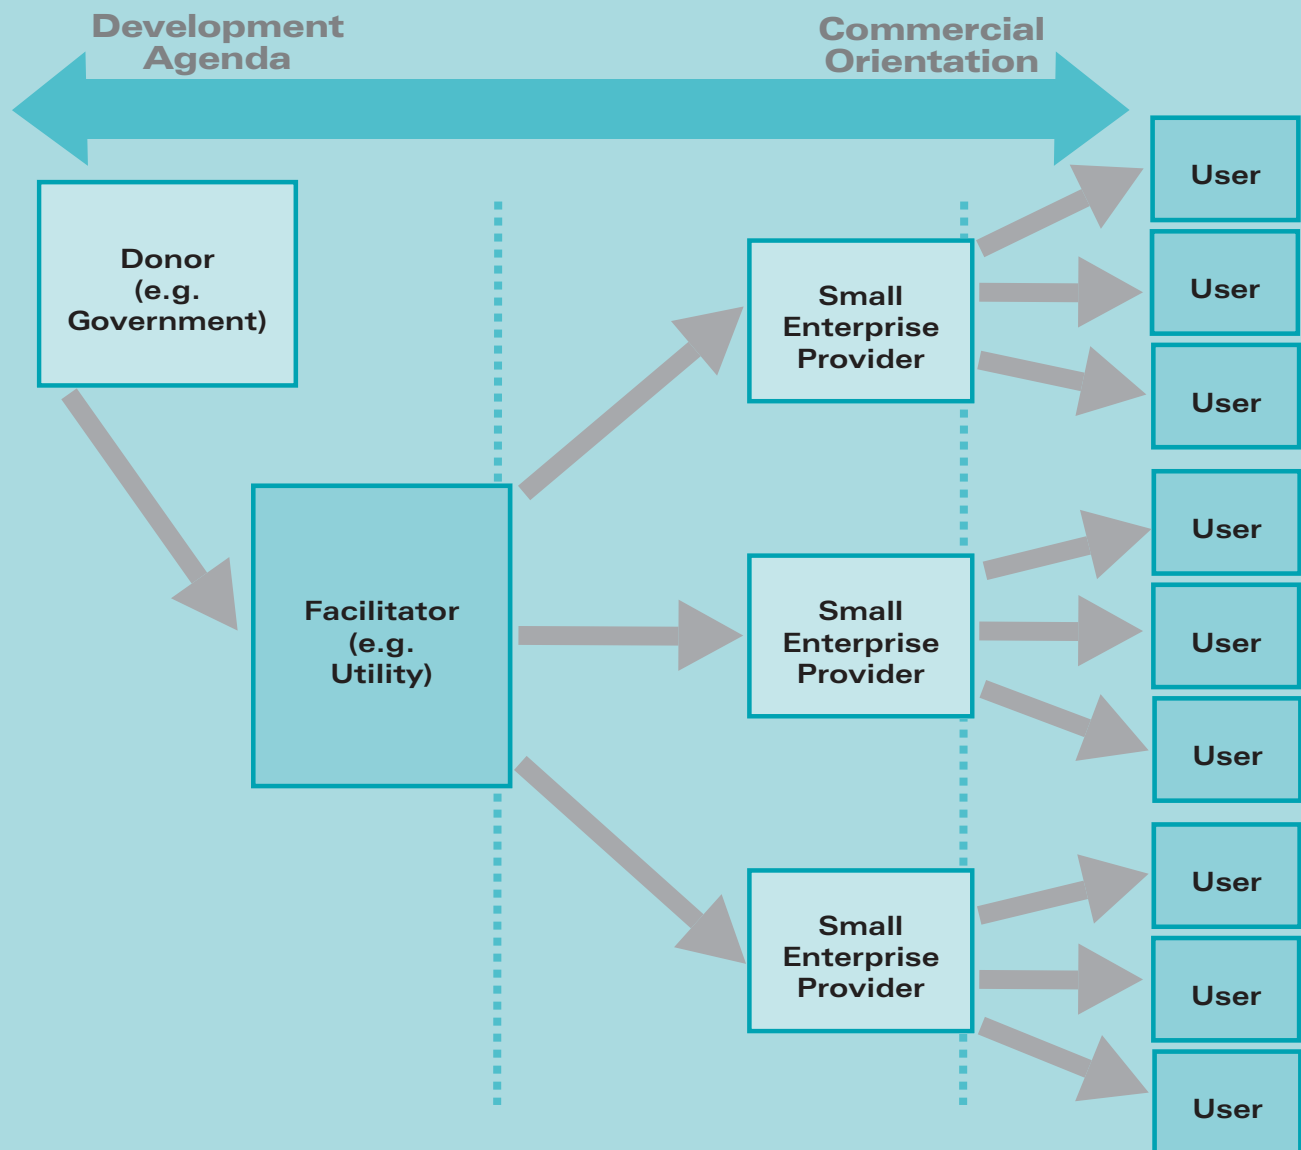 Development
Agenda
Commercial
Orientation
Donor
(e.g.
Government)
Facilitator
(e.g.
Utility)
Small
Enterprise
Provider
Small
Enterprise
Provider
Small
Enterprise
Provider
User
User
User
User
User
User
User
User
User